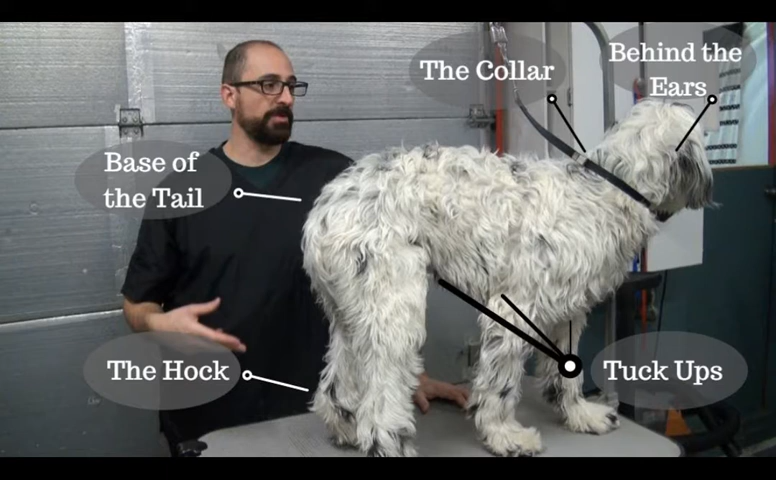 The Collar
Behind the
Ears
Base of
the Tail
The Hock
Tuck Ups